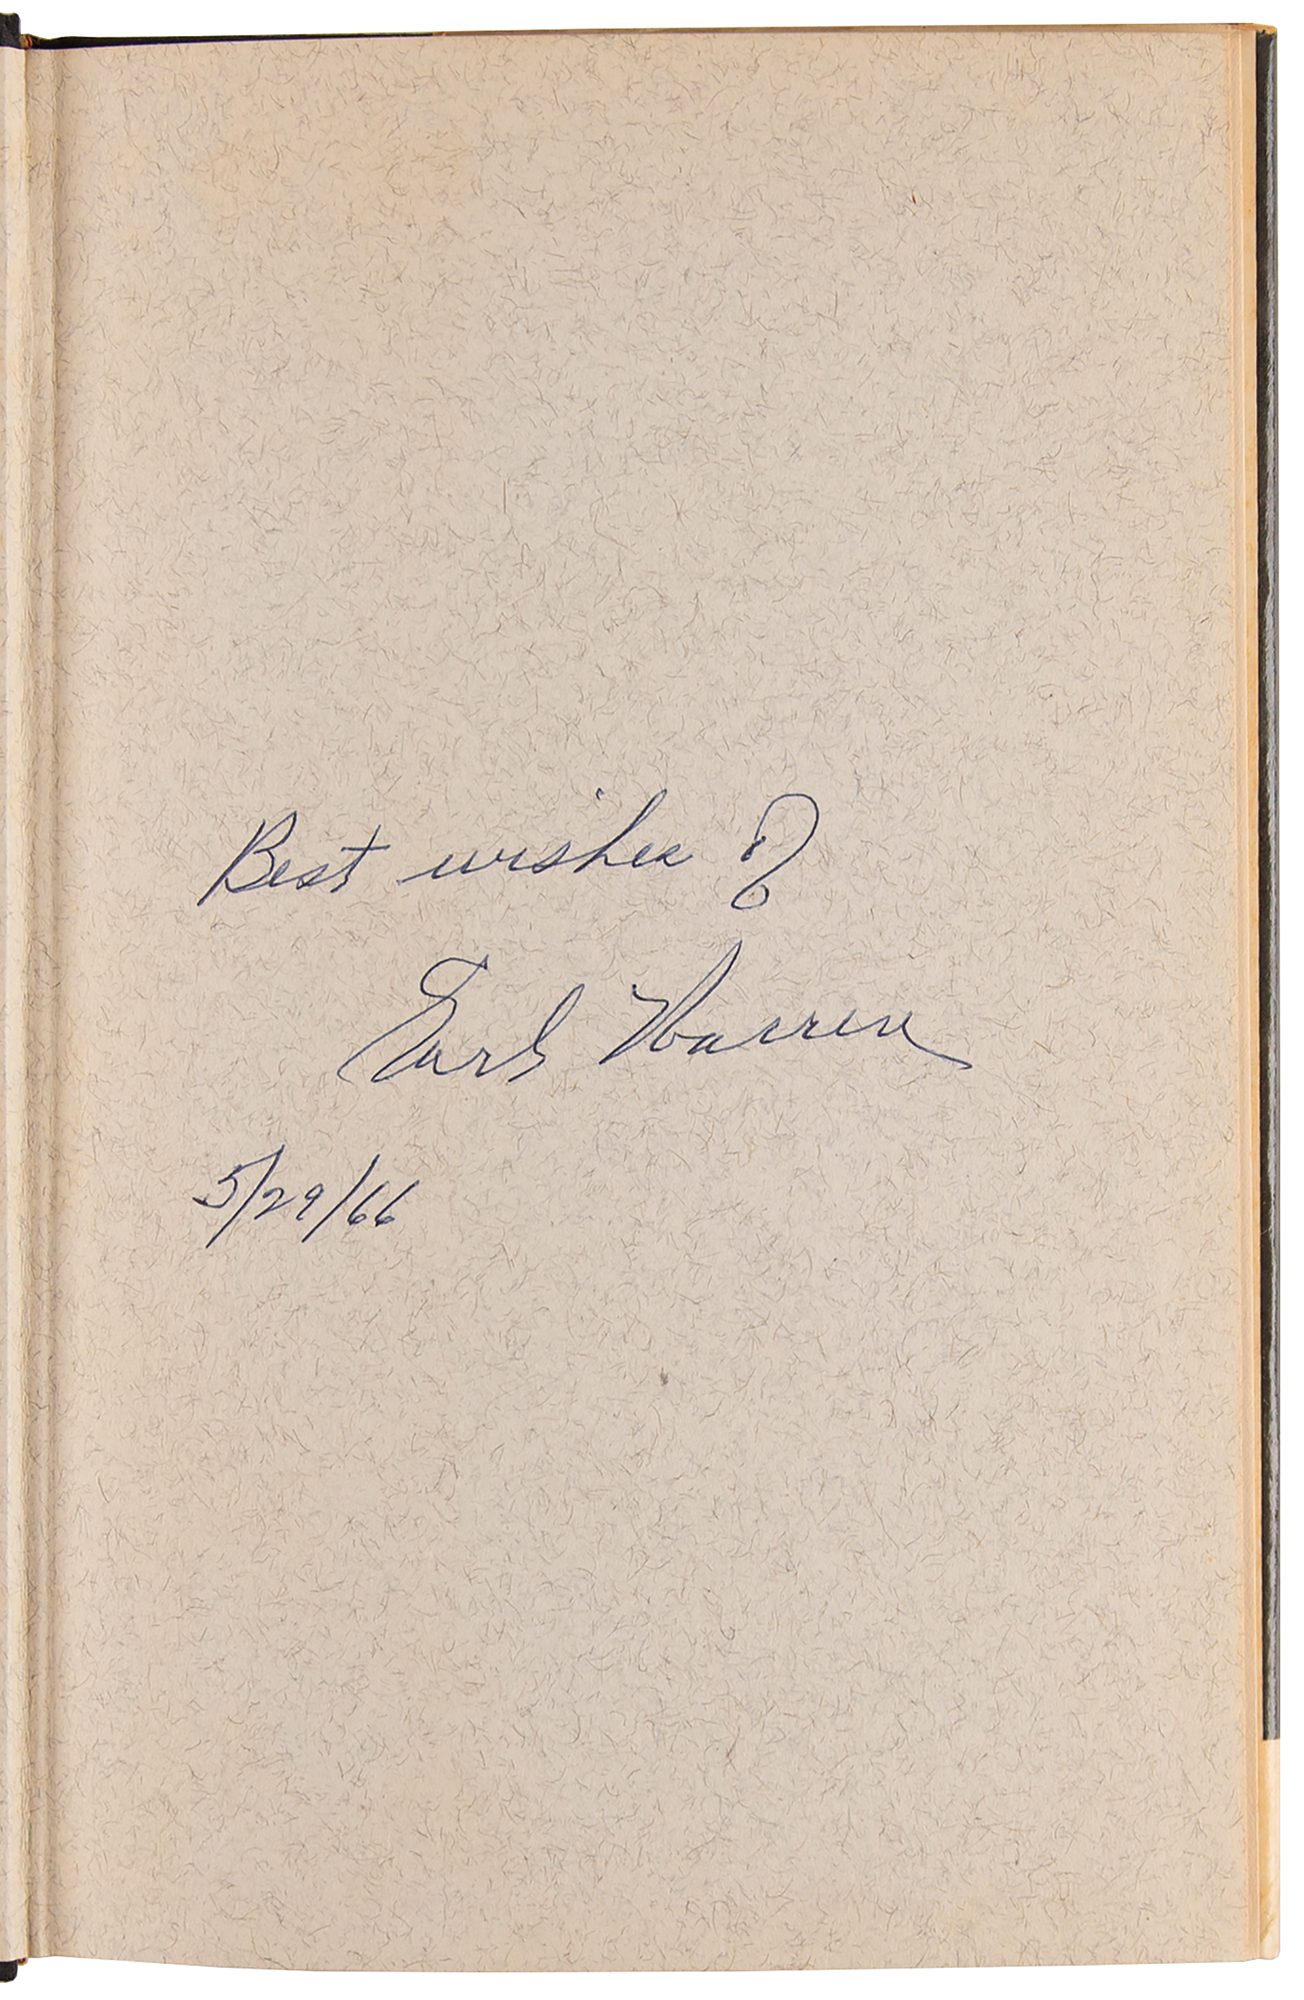 Best wishes of
Earl Warren
5/29/66